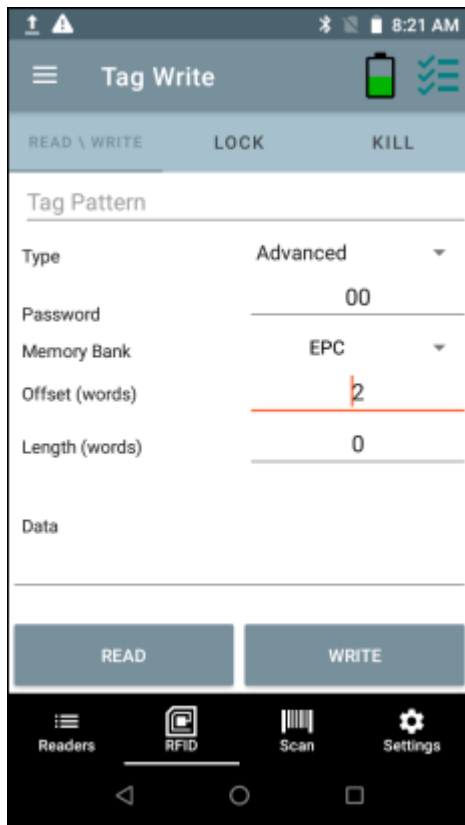 8:21 AM
Tag Write
READ \ WRITE LOCK KILL
Tag Pattern
Type Advanced
Password 00
Memory Bank EPC
Offset (words) 2
Length (words) 0
Data
READ WRITE
Readers RFID Scan Settings